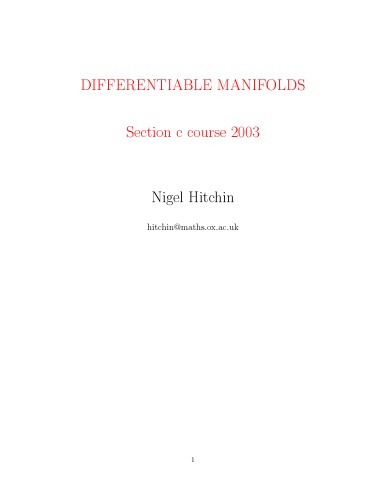 DIFFERENTIABLE MANIFOLDS
Section c course 2003
Nigel Hitchin
hitchin@maths.ox.ac.uk
1